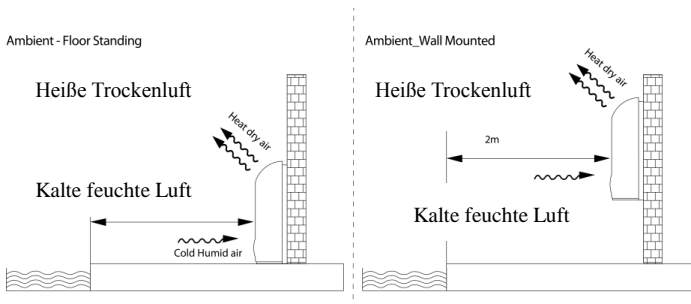 Ambient - Floor Standing
Heiße Trockenluft
Heat dry air
Kalte feuchte Luft
Cold Humid air
Ambient_Wall Mounted
Heat dry air
Heiße Trockenluft
2m
Kalte feuchte Luft